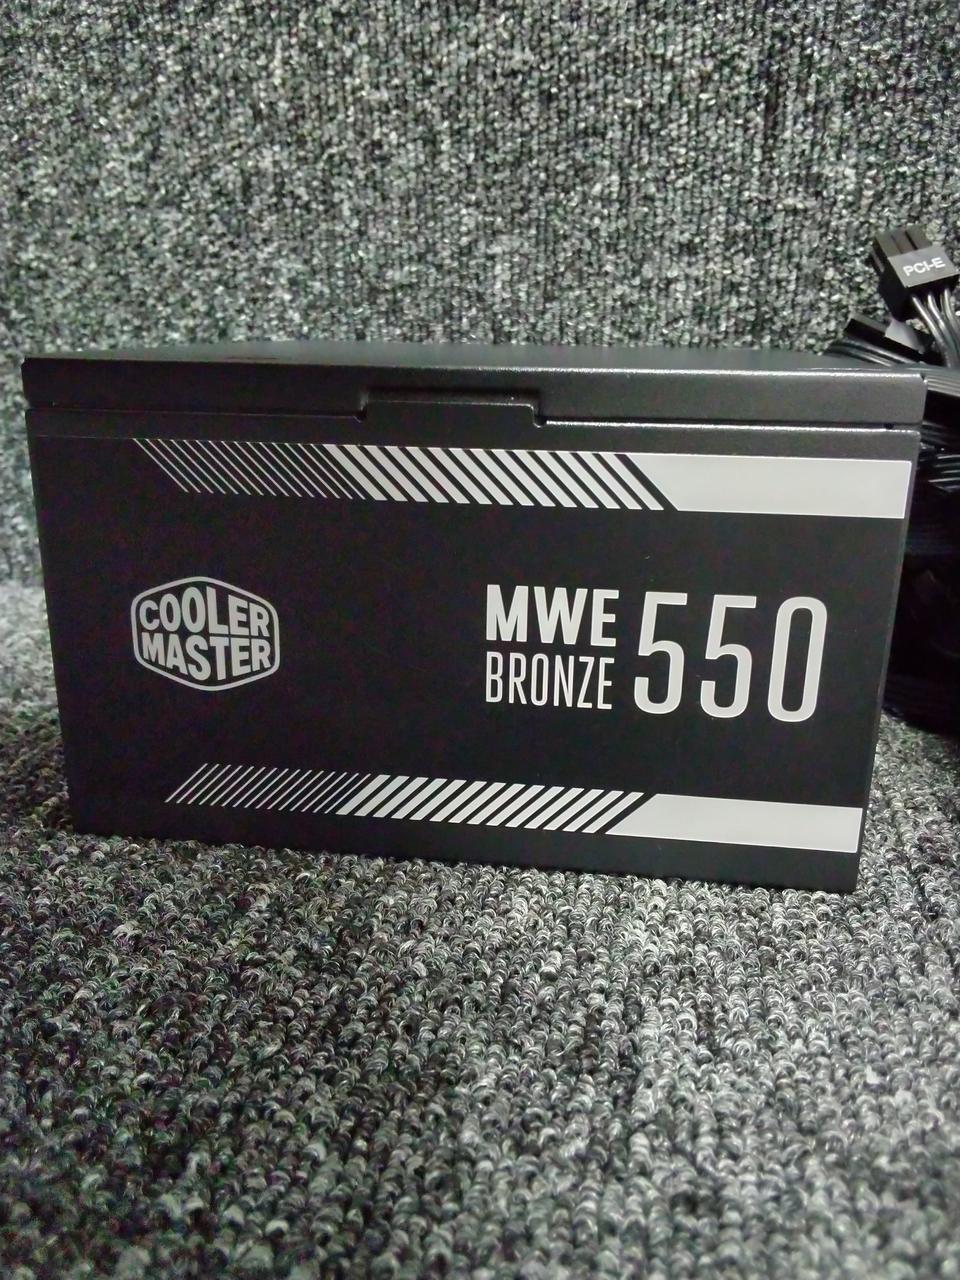 PCI-E
COOLER
MASTER
MWE
BRONZE
550